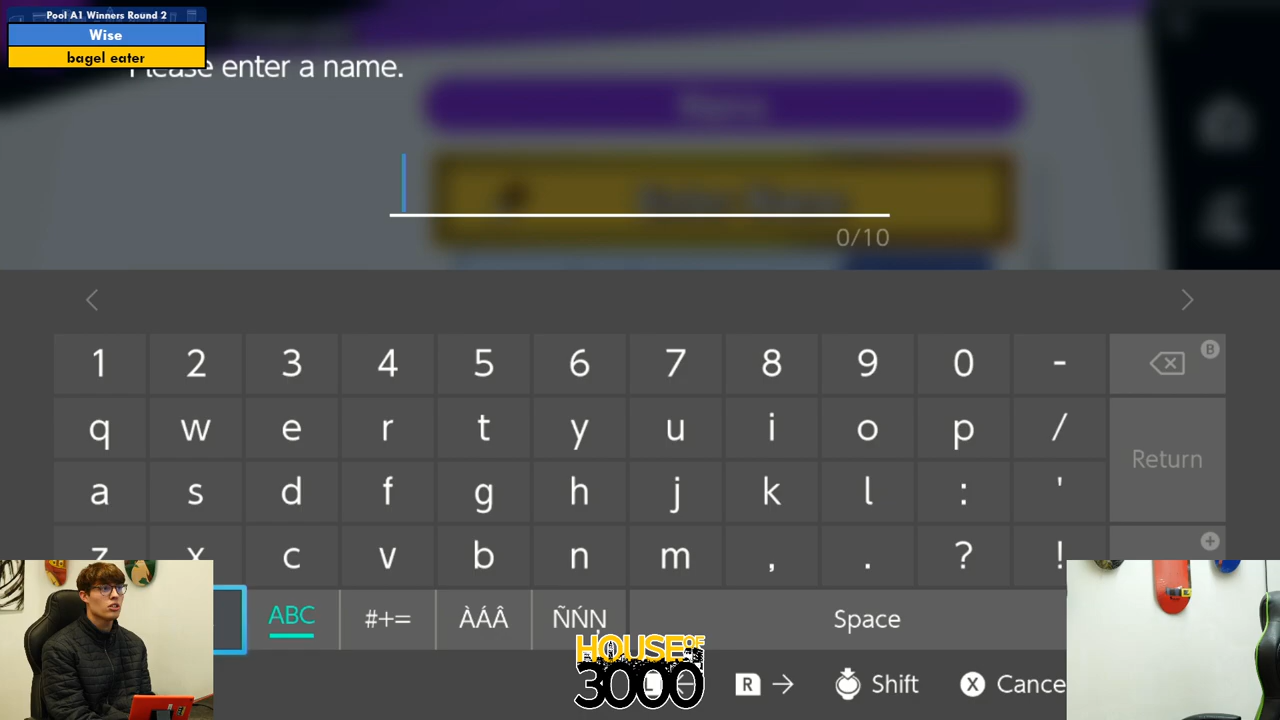 Pool A1 Winners Round 2
Wise
bagel eater
Please enter a name.
0/10
1 2 3 4 5 6 7 8 9 0 - B
q w e r t y u i o p /
Return
a s d f g h j k l : '
z x c v b n m , . ? ! +
ABC #+= ÀÁÂ ÑŃŅ Space
HOUSE OF
3000
L R → Shift X Cance